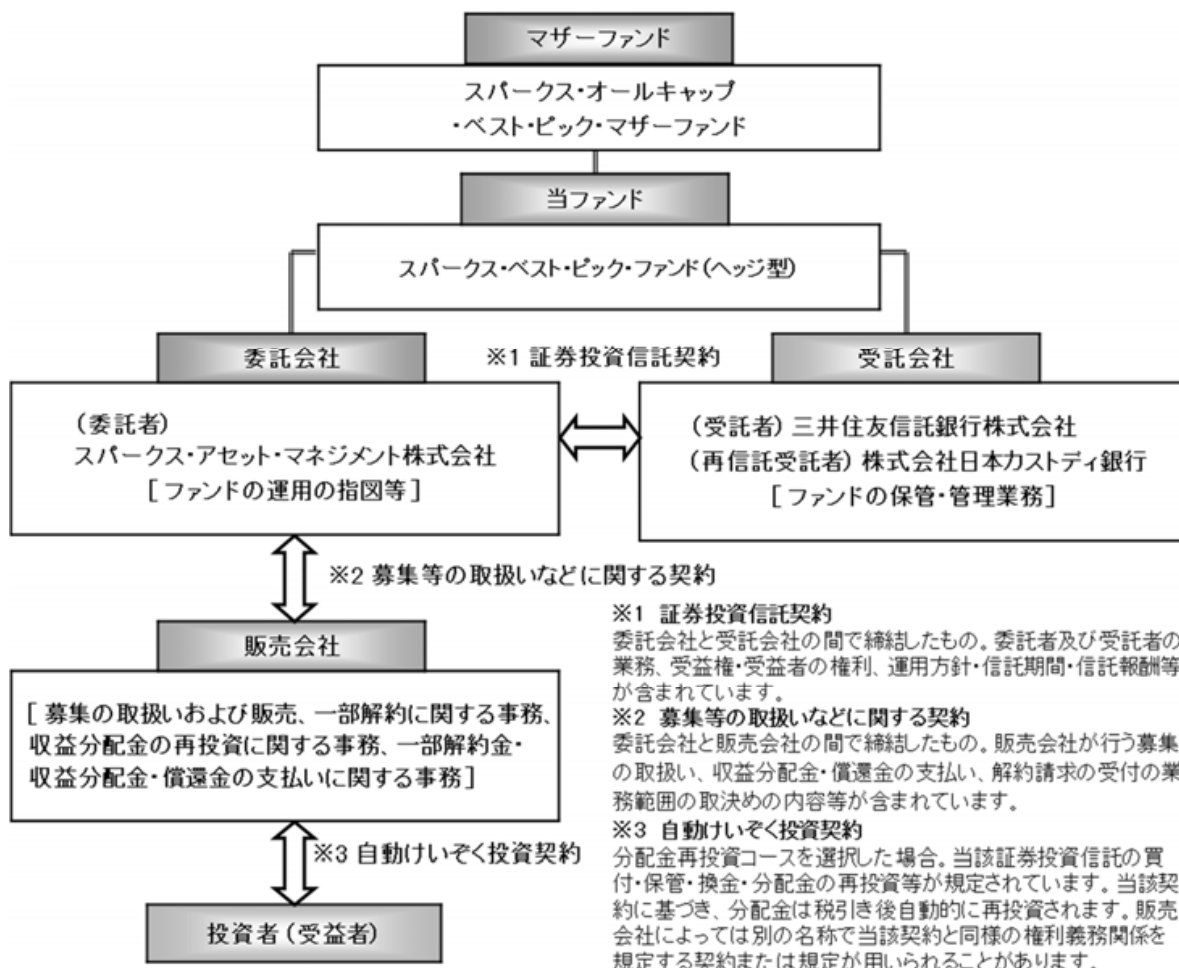 マザーファンド
スパークス・オールキャップ
・ベスト・ピック・マザーファンド
当ファンド
スパークス・ベスト・ピック・ファンド(ヘッジ型)
委託会社
※1 証券投資信託契約
受託会社
(委託者)
スパークス・アセット・マネジメント株式会社
[ファンドの運用の指図等]
(受託者) 三井住友信託銀行株式会社
(再信託受託者) 株式会社日本カストディ銀行
[ファンドの保管・管理業務]
※2 募集等の取扱いなどに関する契約
販売会社
[ 募集の取扱いおよび販売、一部解約に関する事務、
収益分配金の再投資に関する事務、一部解約金・
収益分配金・償還金の支払いに関する事務]
※3 自動けいぞく投資契約
投資者(受益者)
※1 証券投資信託契約
委託会社と受託会社の間で締結したもの。委託者及び受託者の
業務、受益権・受益者の権利、運用方針・信託期間・信託報酬等
が含まれています。
※2 募集等の取扱いなどに関する契約
委託会社と販売会社の間で締結したもの。販売会社が行う募集
の取扱い、収益分配金・償還金の支払い、解約請求の受付の業
務範囲の取決めの内容等が含まれています。
※3 自動けいぞく投資契約
分配金再投資コースを選択した場合。当該証券投資信託の買
付・保管・換金・分配金の再投資等が規定されています。当該契
約に基づき、分配金は税引き後自動的に再投資されます。販売
会社によっては別の名称で当該契約と同様の権利義務関係を
規定する契約または規定が用いられることがあります。